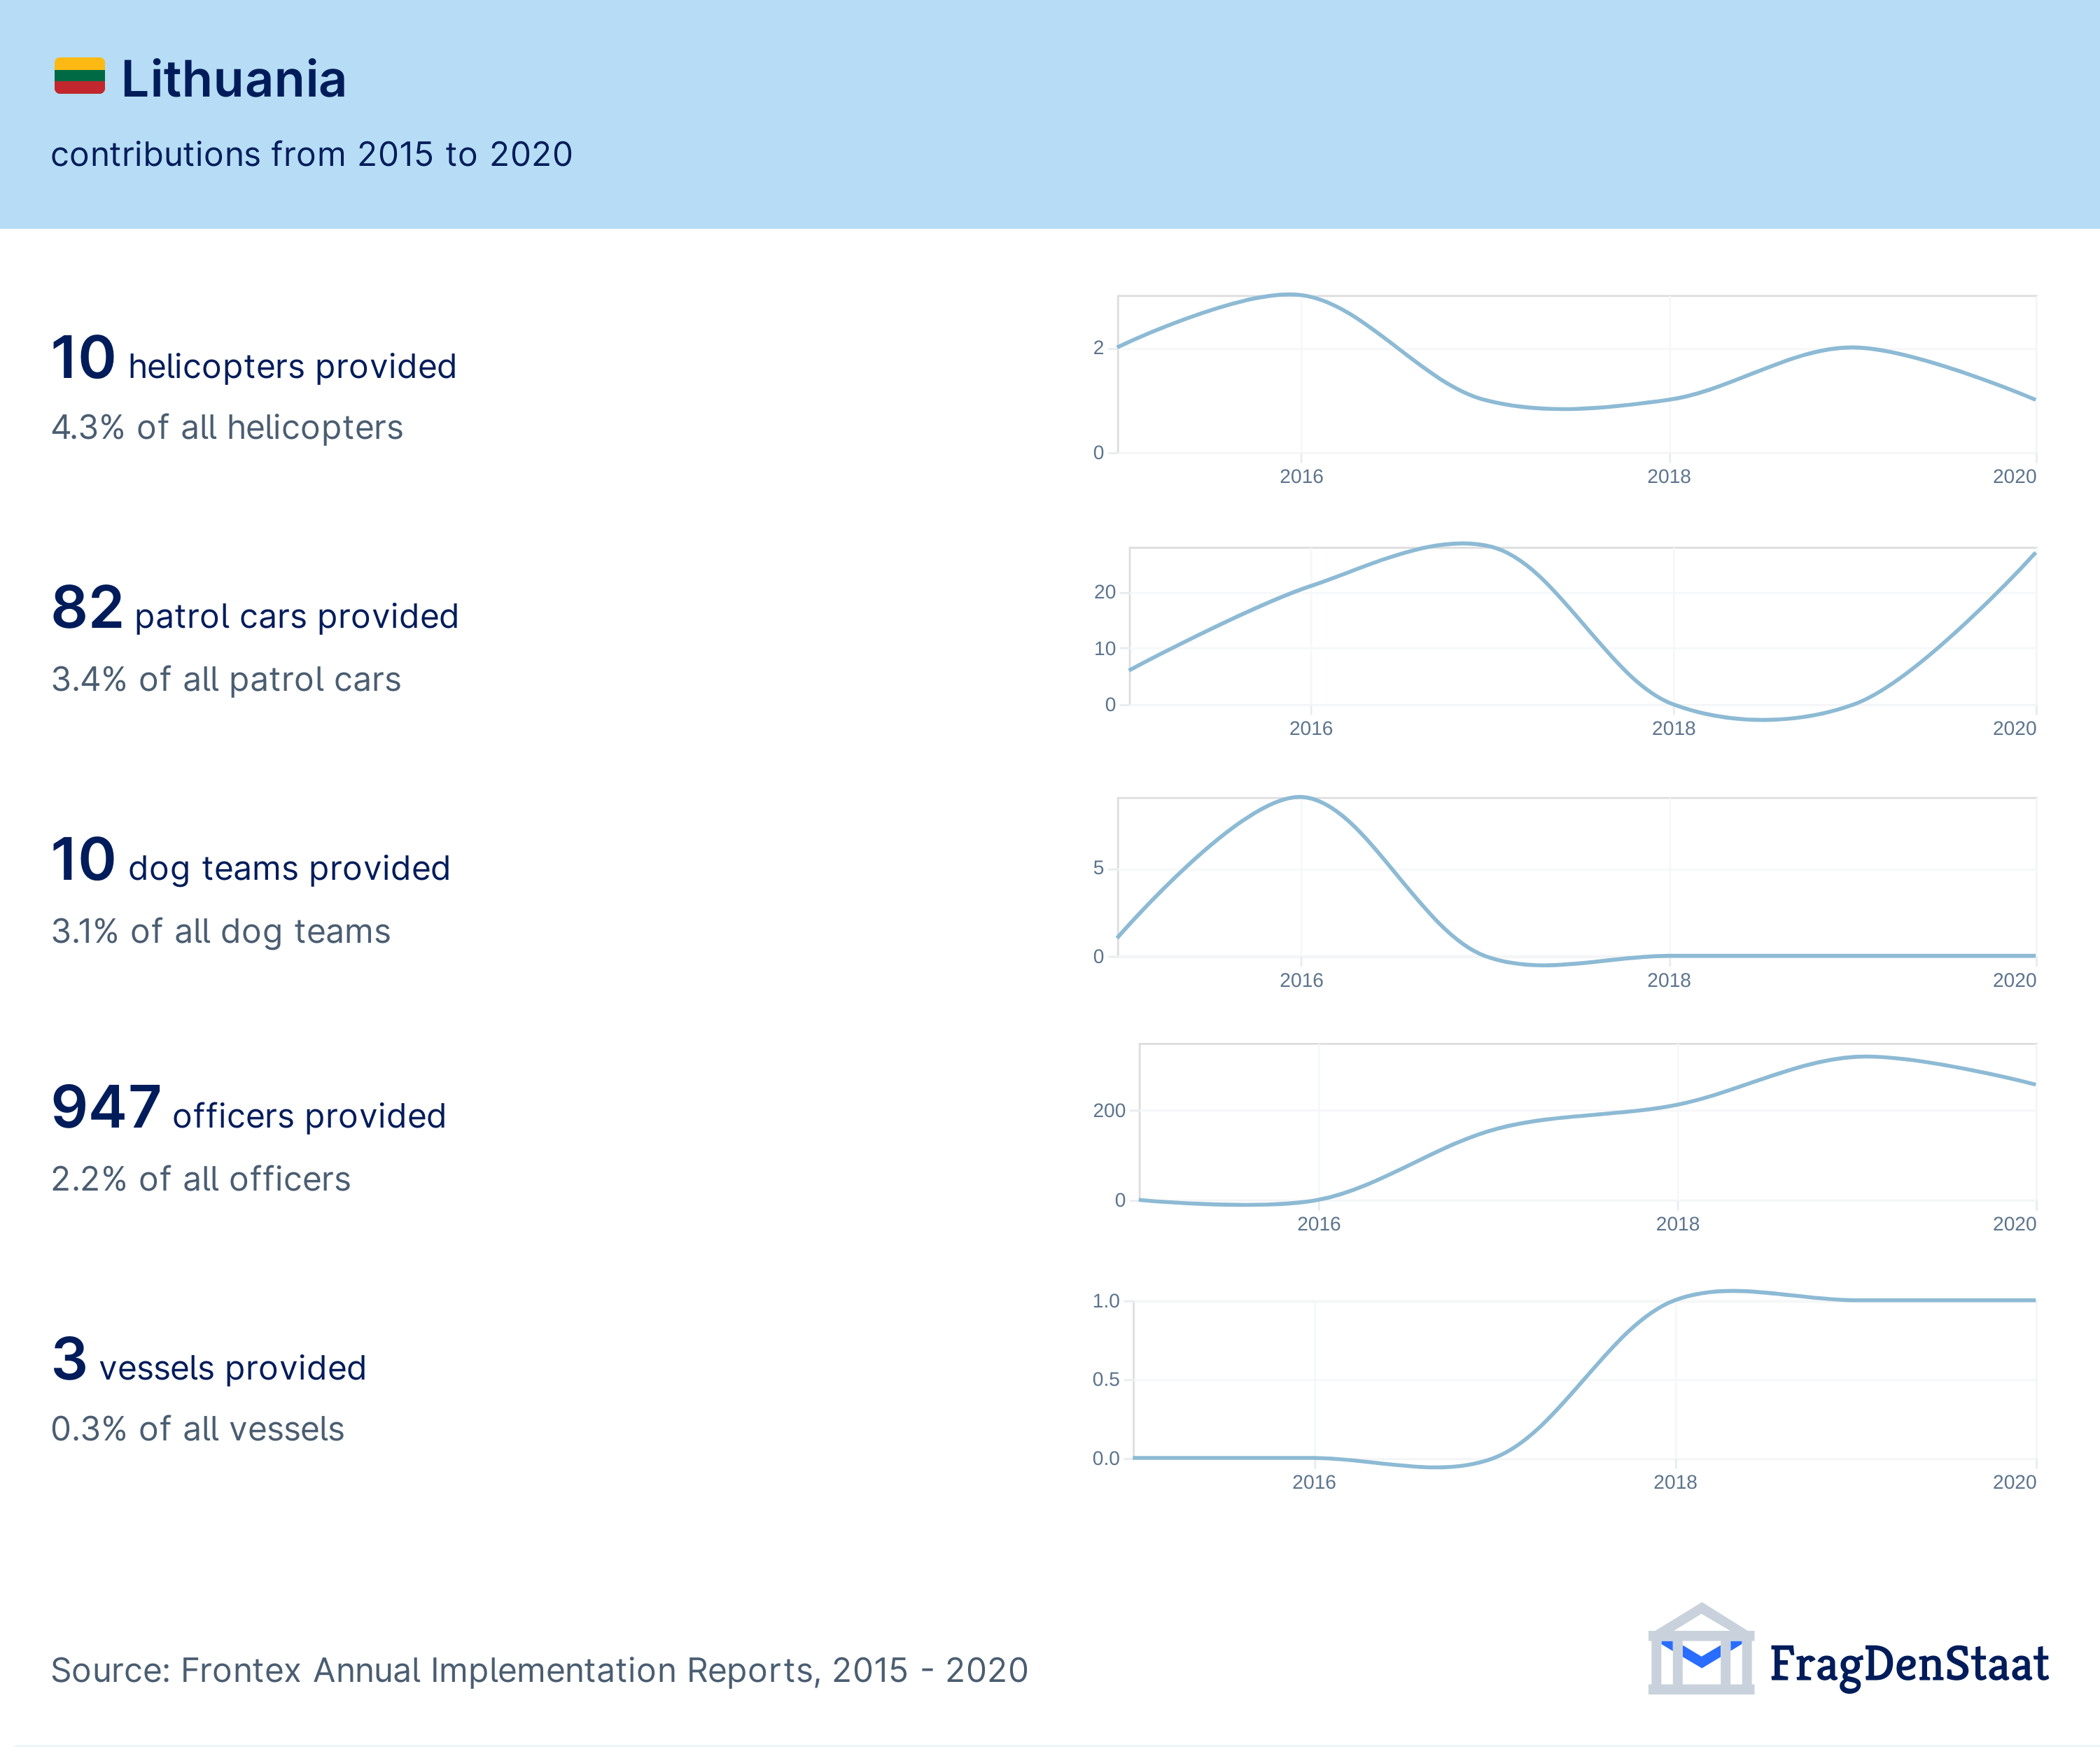 Lithuania
contributions from 2015 to 2020
10 helicopters provided
4.3% of all helicopters
2
0
2016 2018 2020
82 patrol cars provided
3.4% of all patrol cars
20
10
0
2016 2018 2020
10 dog teams provided
3.1% of all dog teams
5
0
2016 2018 2020
947 officers provided
2.2% of all officers
200
0
2016 2018 2020
3 vessels provided
0.3% of all vessels
1.0
0.5
0.0
2016 2018 2020
Source: Frontex Annual Implementation Reports, 2015 - 2020
FragDenStaat